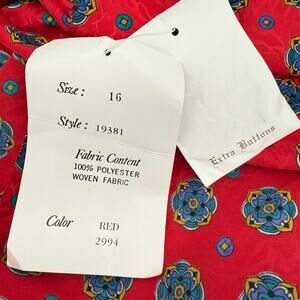 Size: 16
Style: 19381
Fabric Content
100% POLYESTER
WOVEN FABRIC
Color RED
2994
Extra Buttons